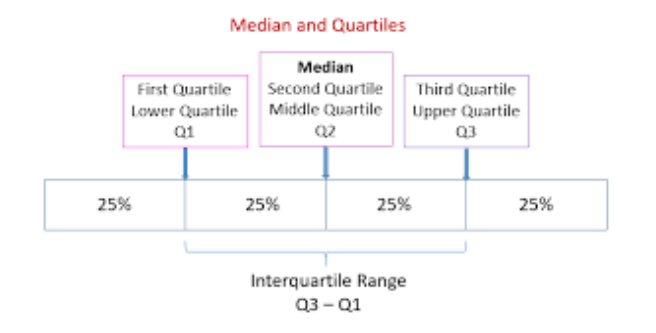 Median and Quartiles
First Quartile
Lower Quartile
Q1
Median
Second Quartile
Middle Quartile
Q2
Third Quartile
Upper Quartile
Q3
25%
25%
25%
25%
Interquartile Range
Q3 – Q1